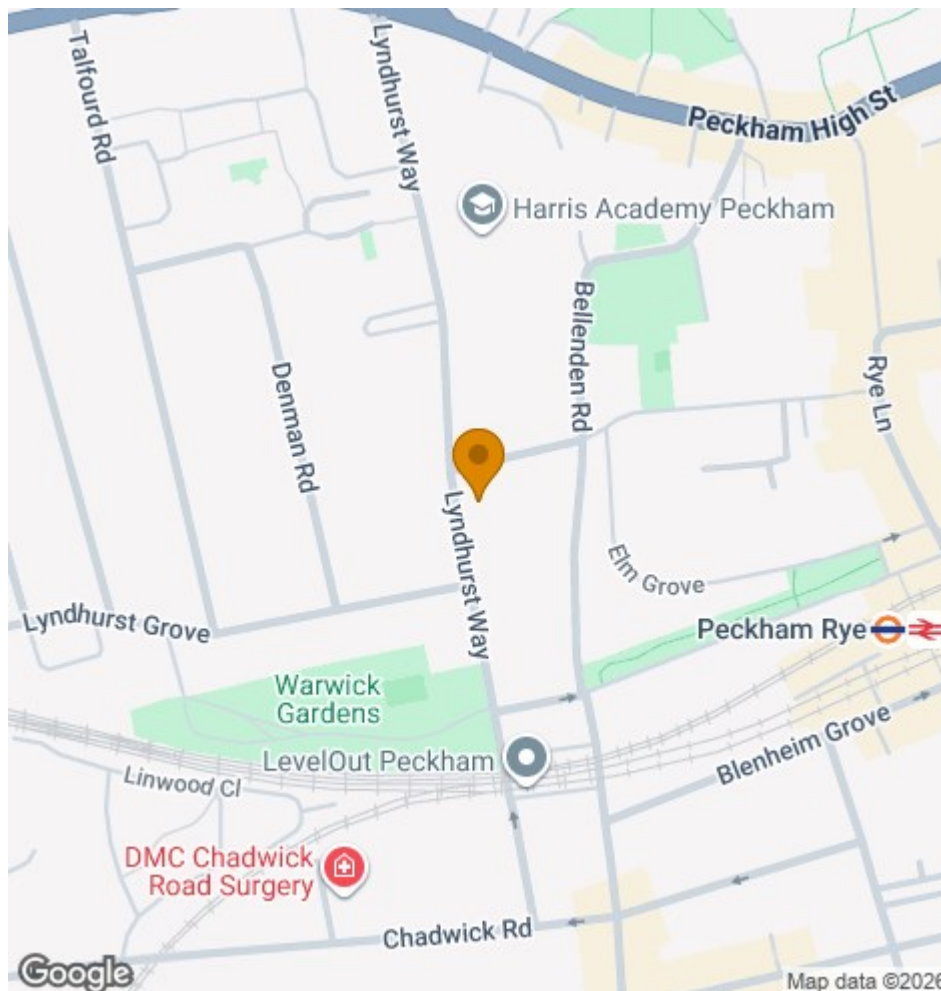 Talfourd Rd
Lyndhurst Way
Peckham High St
Harris Academy Peckham
Bellenden Rd
Rye Ln
Denman Rd
Lyndhurst Way
Elm Grove
Lyndhurst Grove
Peckham Rye
Warwick
Gardens
LevelOut Peckham
Blenheim Grove
Linwood Cl
DMC Chadwick
Road Surgery
Chadwick Rd
Google
Map data ©2026